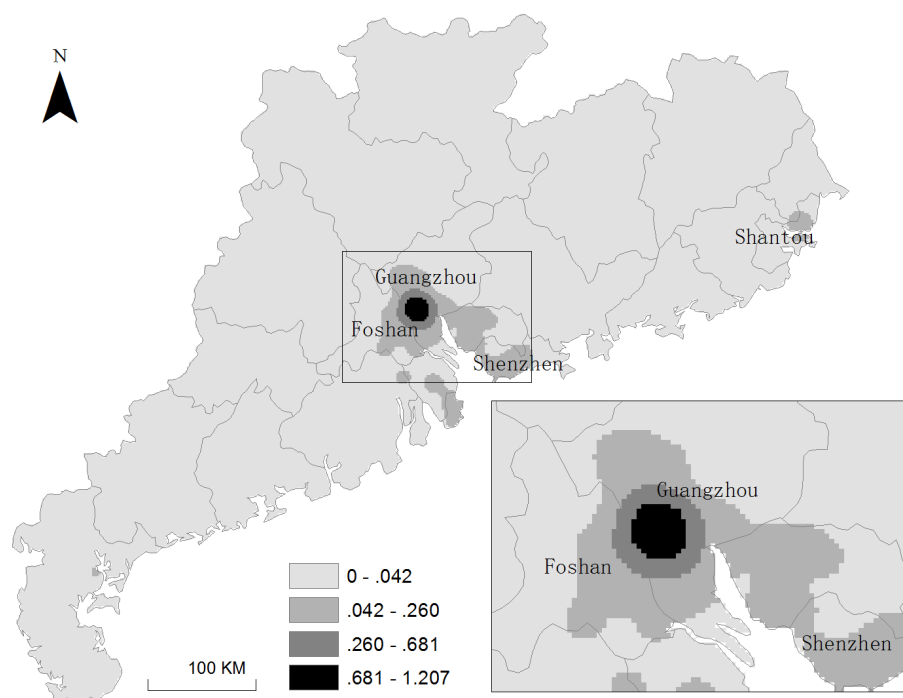 N
Shantou
Guangzhou
Foshan
Shenzhen
Guangzhou
Foshan
Shenzhen
0 - .042
.042 - .260
.260 - .681
.681 - 1.207
100 KM